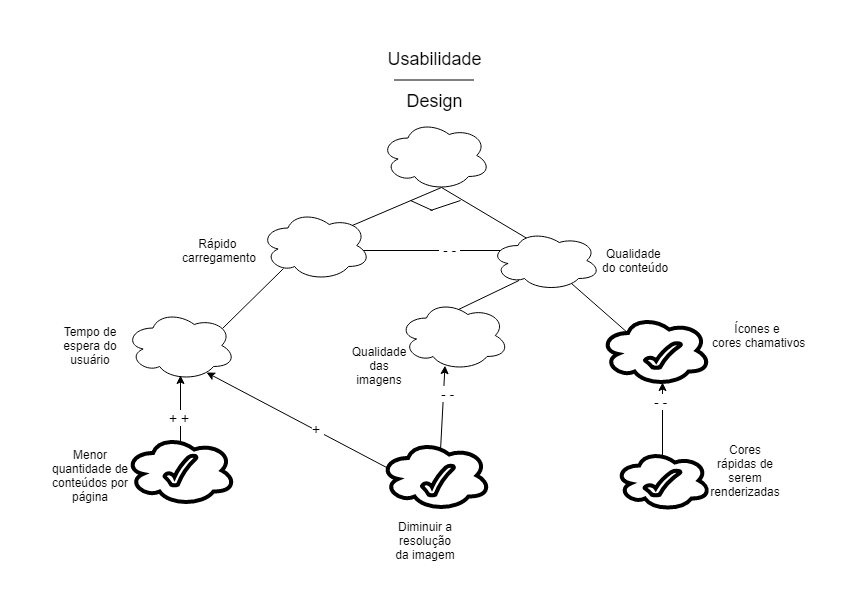 Usabilidade
Design
Rápido
carregamento
- -
Qualidade
do conteúdo
Tempo de
espera do
usuário
Qualidade
das
imagens
Ícones e
cores chamativos
+ +
+
- -
- -
Menor
quantidade de
conteúdos por
página
Diminuir a
resolução
da imagem
Cores
rápidas de
serem
renderizadas